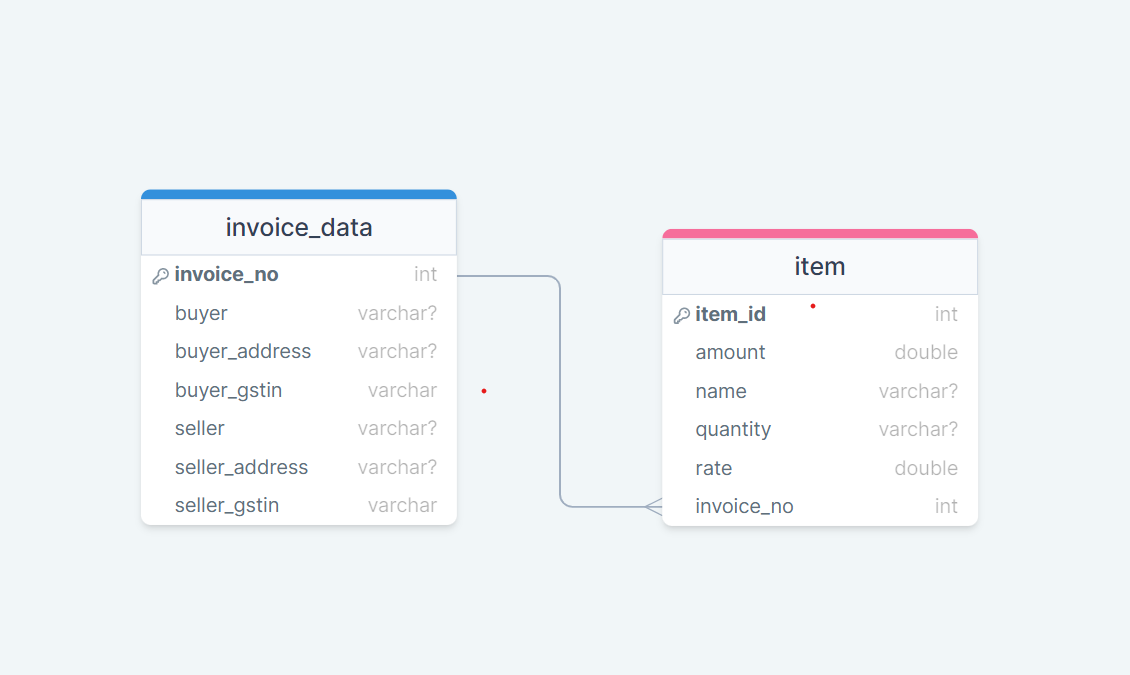 invoice_data
invoice_no int
buyer varchar?
buyer_address varchar?
buyer_gstin varchar
seller varchar?
seller_address varchar?
seller_gstin varchar
item
item_id int
amount double
name varchar?
quantity varchar?
rate double
invoice_no int